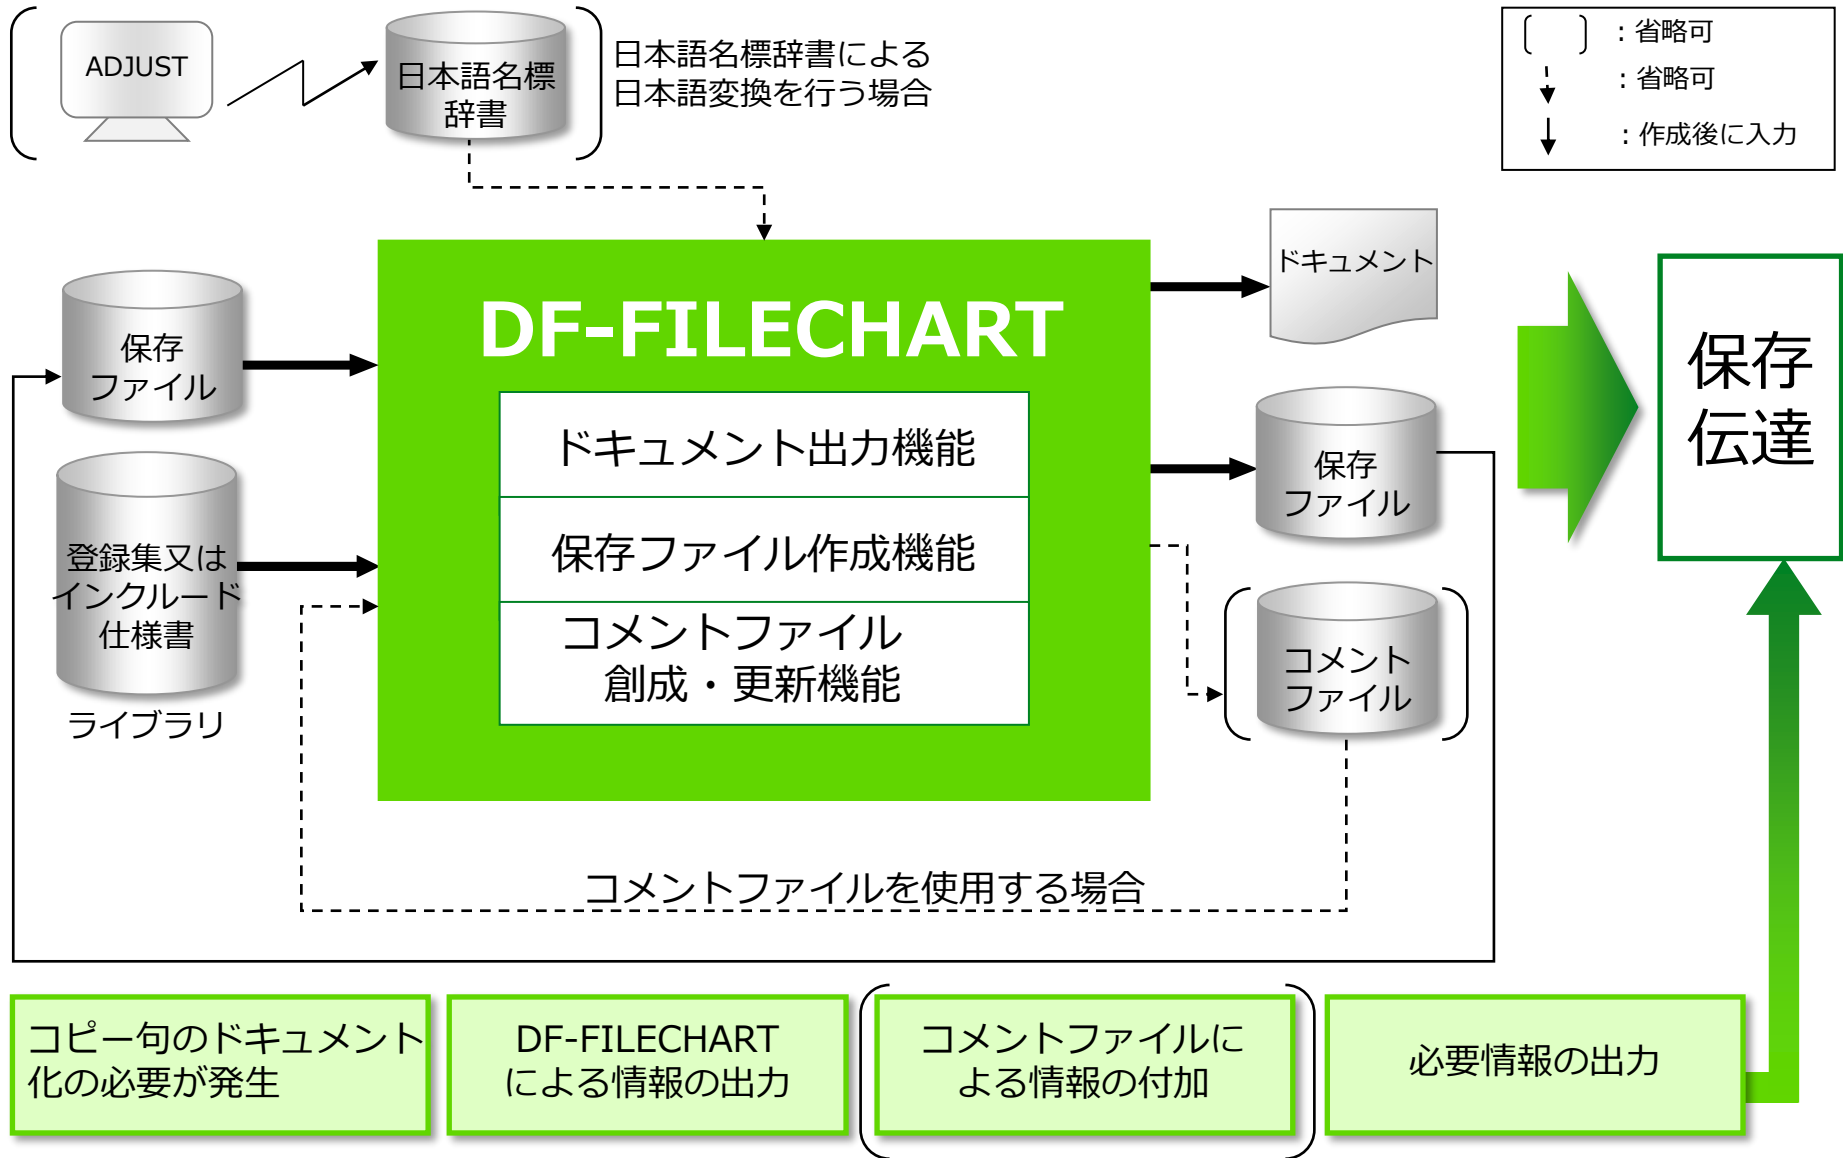 ADJUST
日本語名標
辞書
日本語名標辞書による
日本語変換を行う場合
：省略可
：省略可
：作成後に入力
保存
ファイル
登録集又は
インクルード
仕様書
ライブラリ
DF-FILECHART
ドキュメント出力機能
保存ファイル作成機能
コメントファイル
創成・更新機能
ドキュメント
保存
ファイル
コメント
ファイル
保存
伝達
コメントファイルを使用する場合
コピー句のドキュメント
化の必要が発生
DF-FILECHART
による情報の出力
コメントファイルに
よる情報の付加
必要情報の出力